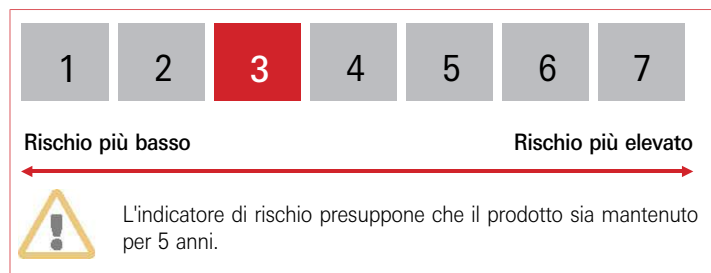 1 2 3 4 5 6 7
Rischio più basso Rischio più elevato
L'indicatore di rischio presuppone che il prodotto sia mantenuto
per 5 anni.